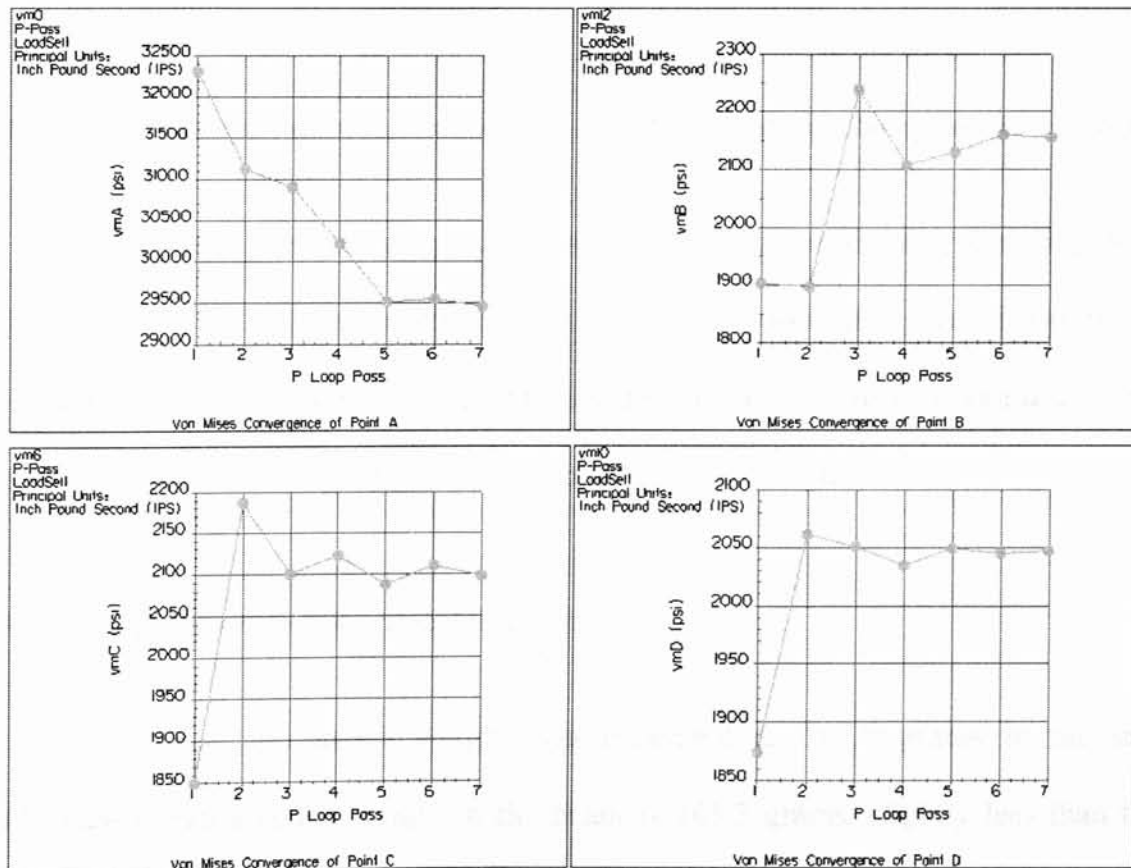 vm0
P-Pass
LoadSet1
Principal Units:
Inch Pound Second (IPS)
32500
32000
31500
31000
30500
30000
29500
29000
vmA (psi)
1 2 3 4 5 6 7
P Loop Pass
Von Mises Convergence of Point A
vm12
P-Pass
LoadSet1
Principal Units:
Inch Pound Second (IPS)
2300
2200
2100
2000
1900
1800
vmB (psi)
1 2 3 4 5 6 7
P Loop Pass
Von Mises Convergence of Point B
vm6
P-Pass
LoadSet1
Principal Units:
Inch Pound Second (IPS)
2200
2150
2100
2050
2000
1950
1900
1850
vmC (psi)
1 2 3 4 5 6 7
P Loop Pass
Von Mises Convergence of Point C
vm10
P-Pass
LoadSet1
Principal Units:
Inch Pound Second (IPS)
2100
2050
2000
1950
1900
1850
vmD (psi)
1 2 3 4 5 6 7
P Loop Pass
Von Mises Convergence of Point D